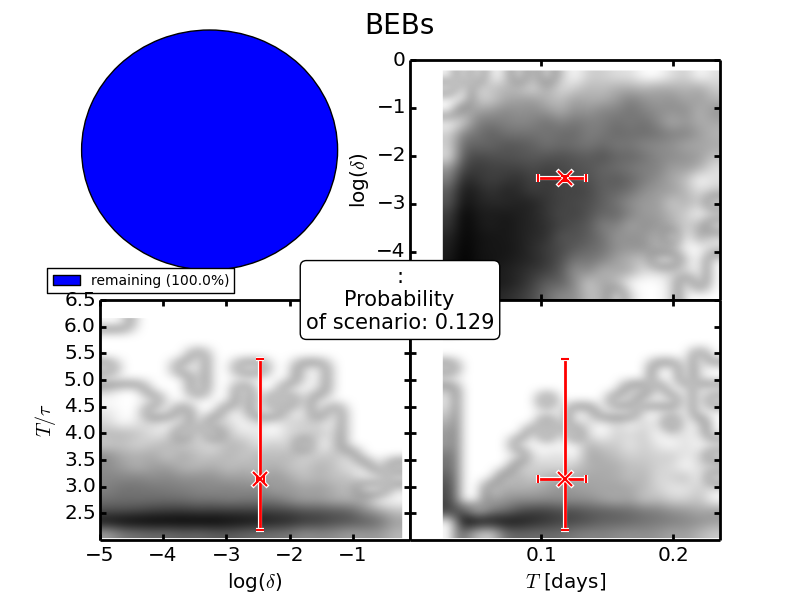 BEBs
remaining (100.0%)
log(δ)
0
−1
−2
−3
−4
:
Probability
of scenario: 0.129
T/τ
6.5
6.0
5.5
5.0
4.5
4.0
3.5
3.0
2.5
−5 −4 −3 −2 −1
log(δ)
0.1 0.2
T [days]